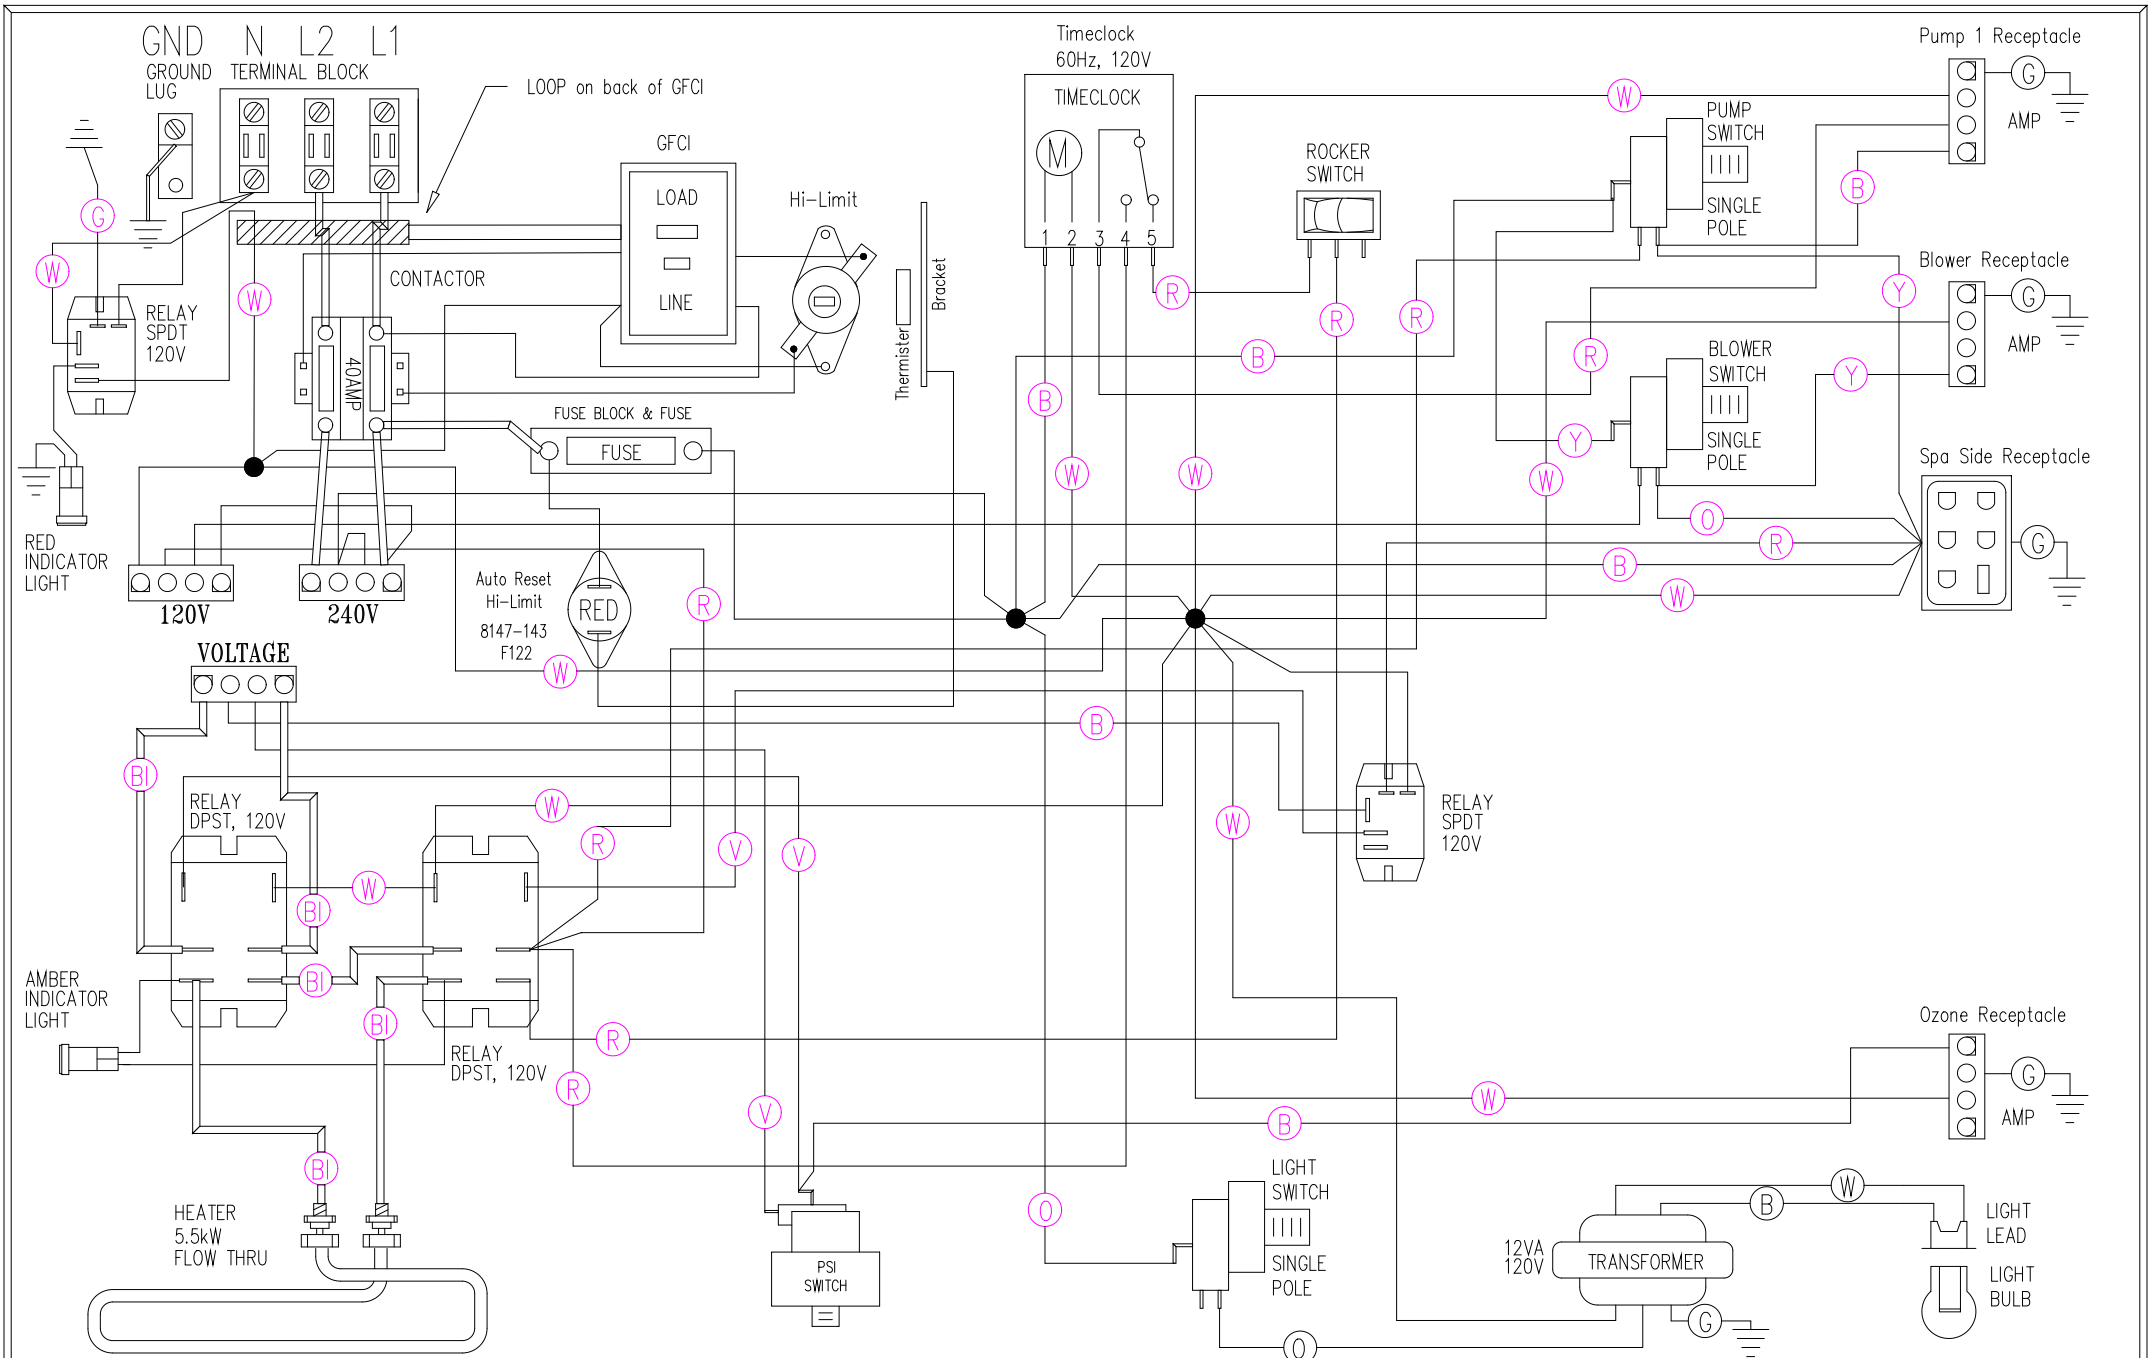 GND N L2 L1
GROUND
LUG
TERMINAL BLOCK
LOOP on back of GFCI
GFCI
LOAD
LINE
Hi-Limit
Thermister
Bracket
Timeclock
60Hz, 120V
TIMECLOCK
M
1 2 3 4 5
ROCKER
SWITCH
PUMP
SWITCH
SINGLE
POLE
Pump 1 Receptacle
G
AMP
W
B
G
W
W
RELAY
SPDT
120V
CONTACTOR
40AMP
R
R
R
B
R
Y
Blower Receptacle
G
AMP
BLOWER
SWITCH
SINGLE
POLE
Y
Y
B
FUSE BLOCK & FUSE
FUSE
W
W
W
Spa Side Receptacle
G
O
R
B
W
RED
INDICATOR
LIGHT
120V
240V
Auto Reset
Hi-Limit
8147-143
F122
RED
R
W
VOLTAGE
B
BI
RELAY
DPST, 120V
W
R
V
V
W
RELAY
SPDT
120V
W
BI
BI
BI
AMBER
INDICATOR
LIGHT
RELAY
DPST, 120V
R
R
V
B
W
Ozone Receptacle
G
AMP
BI
HEATER
5.5kW
FLOW THRU
PSI
SWITCH
O
LIGHT
SWITCH
SINGLE
POLE
O
12VA
120V
TRANSFORMER
G
W
B
LIGHT
LEAD
LIGHT
BULB